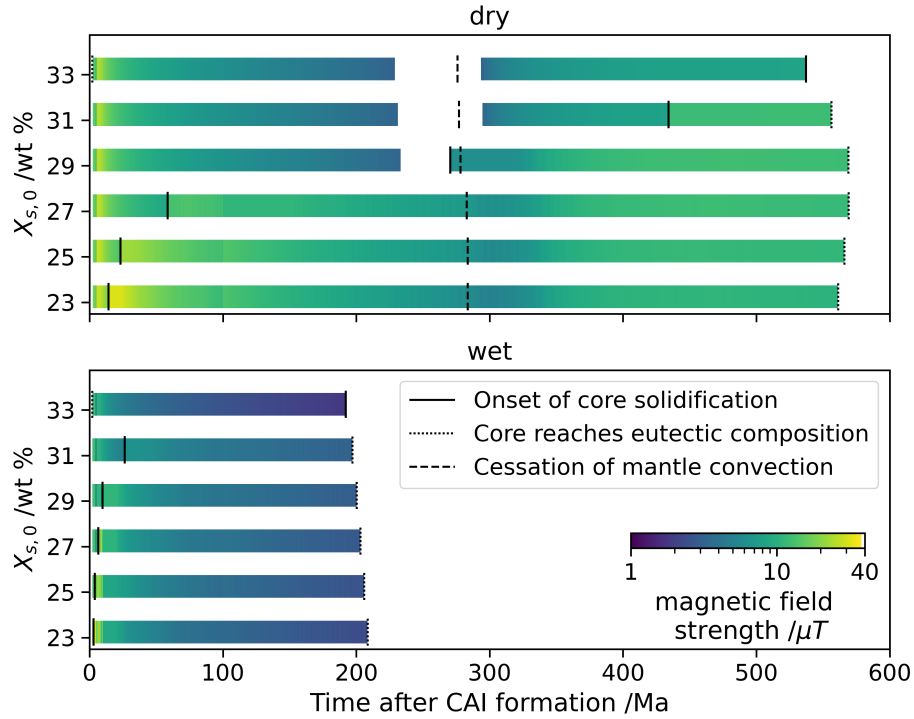 dry
X_{s,0} /wt %
33
31
29
27
25
23
wet
X_{s,0} /wt %
33
31
29
27
25
23
Onset of core solidification
Core reaches eutectic composition
Cessation of mantle convection
1 10 40
magnetic field
strength /μT
0 100 200 300 400 500 600
Time after CAI formation /Ma